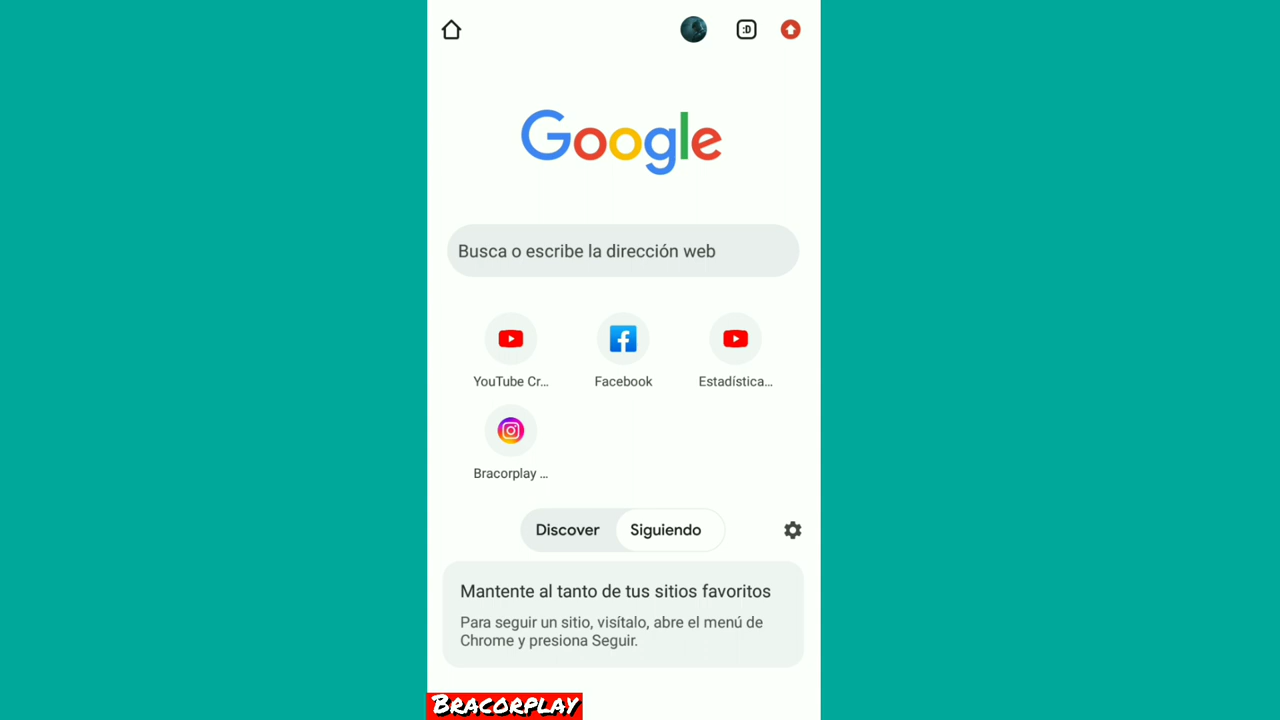 :D
Google
Busca o escribe la dirección web
YouTube Cr...
Facebook
Estadística...
Bracorplay ...
Discover
Siguiendo
Mantente al tanto de tus sitios favoritos
Para seguir un sitio, visítalo, abre el menú de
Chrome y presiona Seguir.
Bracorplay